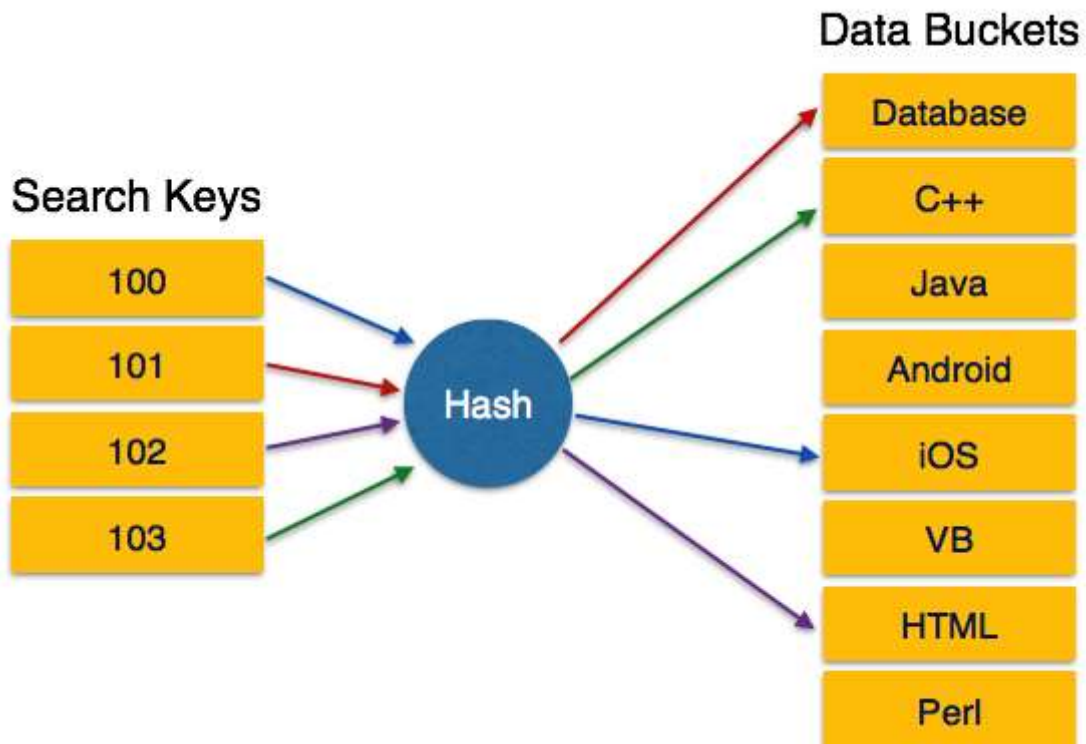 Data Buckets
Search Keys
100
101
102
103
Hash
Database
C++
Java
Android
iOS
VB
HTML
Perl